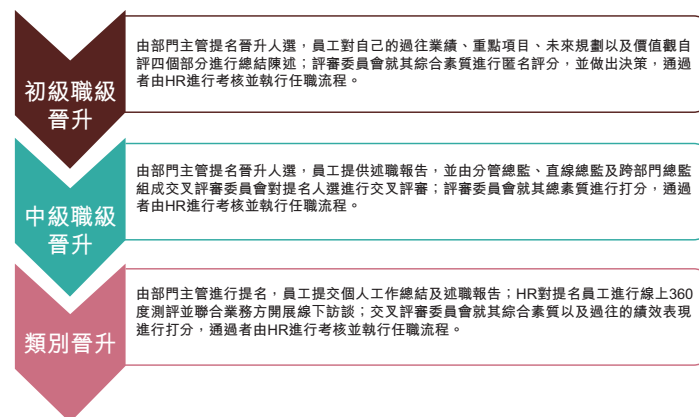 初級職級
晉升
由部門主管提名晉升人選，員工對自己的過往業績、重點項目、未來規劃以及價值觀自
評四個部分進行總結陳述；評審委員會就其綜合素質進行匿名評分，並做出決策，通過
者由HR進行考核並執行任職流程。
中級職級
晉升
由部門主管提名晉升人選，員工提供述職報告，並由分管總監、直線總監及跨部門總監
組成交叉評審委員會對提名人選進行交叉評審；評審委員會就其總素質進行打分，通過
者由HR進行考核並執行任職流程。
類別晉升
由部門主管進行提名，員工提交個人工作總結及述職報告；HR對提名員工進行線上360
度測評並聯合業務方開展線下訪談；交叉評審委員會就其綜合素質以及過往的績效表現
進行打分，通過者由HR進行考核並執行任職流程。